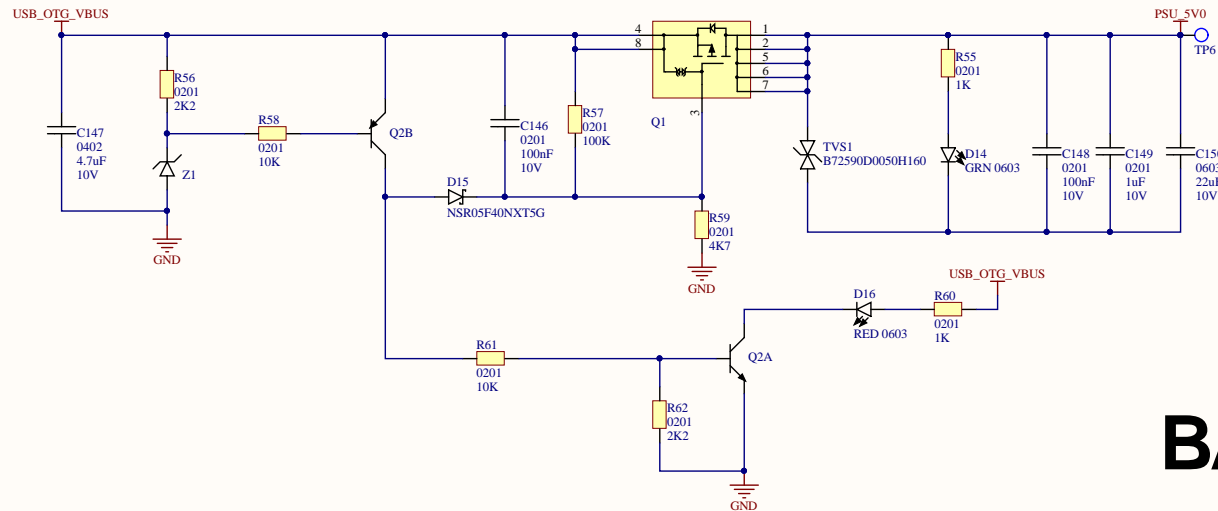 USB_OTG_VBUS
PSU_5V0
TP6
4
8
1
2
5
6
7
3
Q1
R56
0201
2K2
C147
0402
4.7uF
10V
Z1
GND
R58
0201
10K
Q2B
C146
0201
100nF
10V
R57
0201
100K
D15
NSR05F40NXT5G
R59
0201
4K7
GND
TVS1
B72590D0050H160
R55
0201
1K
D14
GRN 0603
C148
0201
100nF
10V
C149
0201
1uF
10V
0603
10V
USB_OTG_VBUS
D16
RED 0603
R60
0201
1K
R61
0201
10K
Q2A
R62
0201
2K2
GND